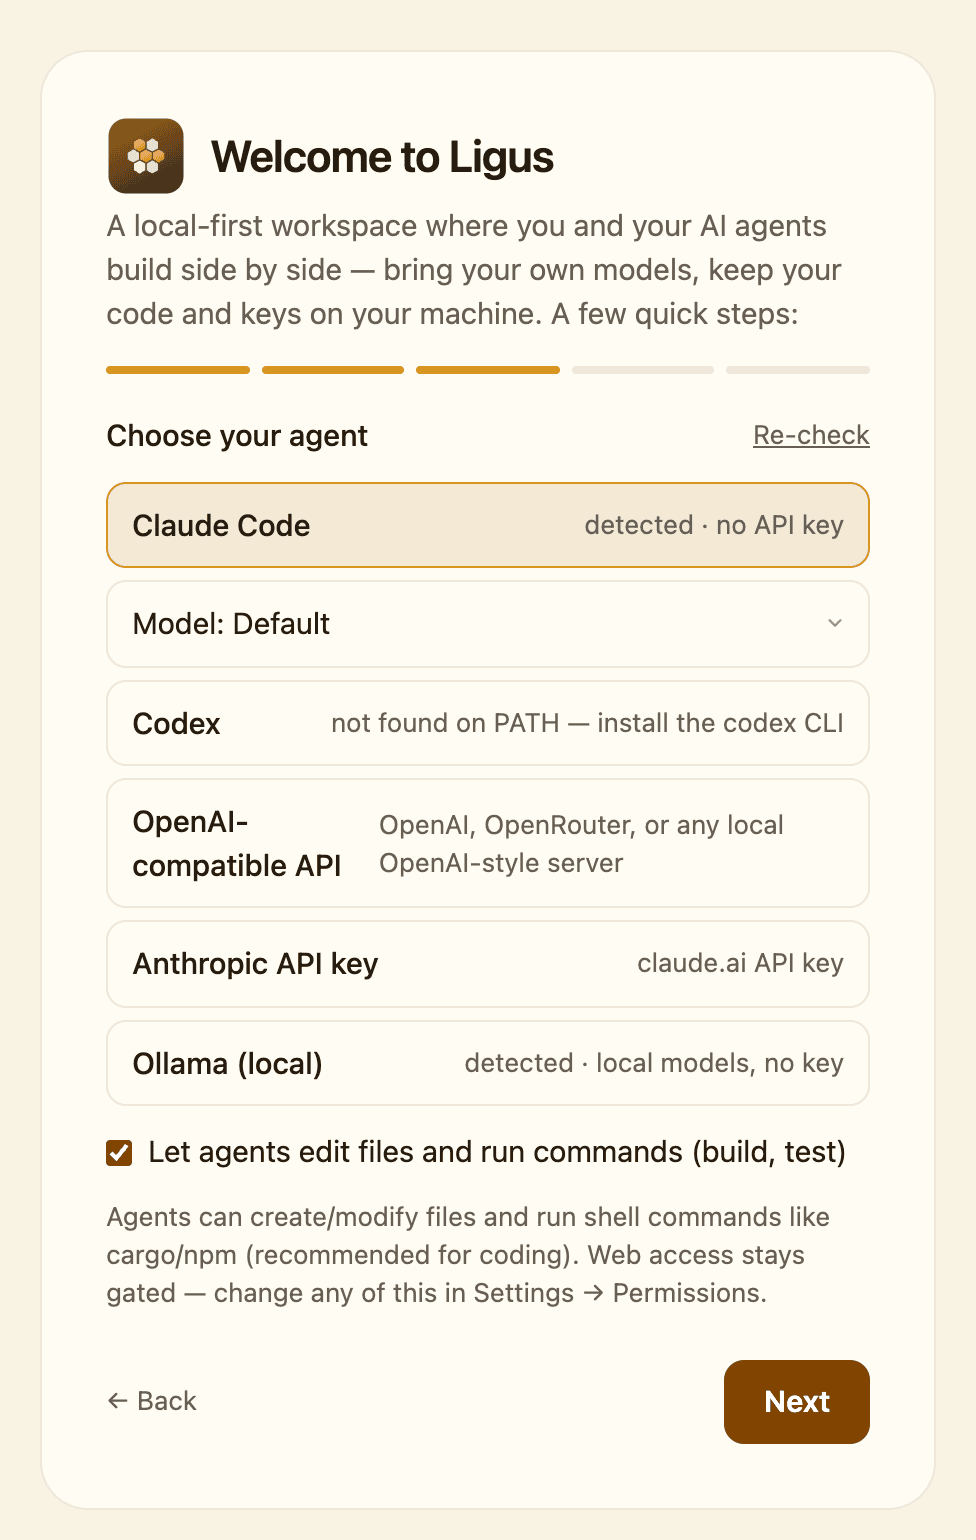 Welcome to Ligus
A local-first workspace where you and your AI agents
build side by side — bring your own models, keep your
code and keys on your machine. A few quick steps:
Choose your agent
Re-check
Claude Code
detected · no API key
Model: Default
Codex
not found on PATH — install the codex CLI
OpenAI-
compatible API
OpenAI, OpenRouter, or any local
OpenAI-style server
Anthropic API key
claude.ai API key
Ollama (local)
detected · local models, no key
Let agents edit files and run commands (build, test)
Agents can create/modify files and run shell commands like
cargo/npm (recommended for coding). Web access stays
gated — change any of this in Settings → Permissions.
← Back
Next